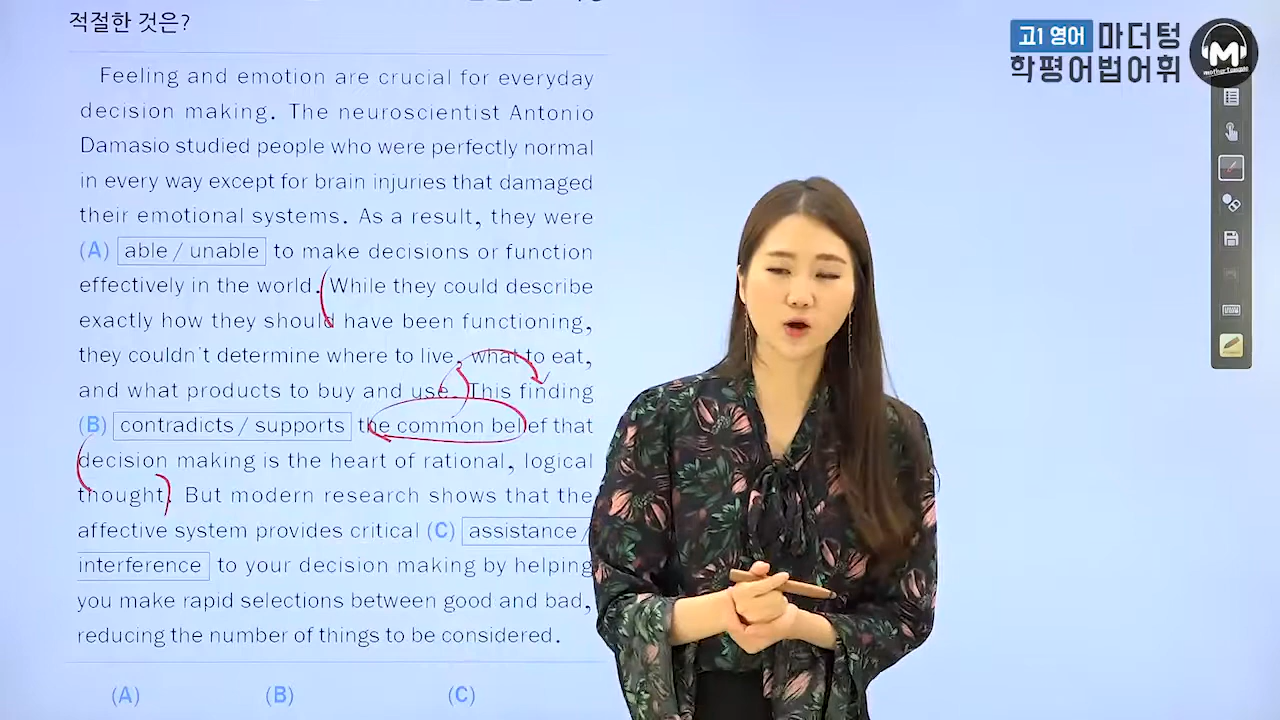 적절한 것은?
고1 영어 마더텅
학평어법어휘
M
Feeling and emotion are crucial for everyday
decision making. The neuroscientist Antonio
Damasio studied people who were perfectly normal
in every way except for brain injuries that damaged
their emotional systems. As a result, they were
(A) able / unable to make decisions or function
effectively in the world. While they could describe
exactly how they should have been functioning,
they couldn't determine where to live, what to eat,
and what products to buy and use. This finding
(B) contradicts / supports the common belief that
decision making is the heart of rational, logical
thought. But modern research shows that the
affective system provides critical (C) assistance /
interference to your decision making by helping
you make rapid selections between good and bad,
reducing the number of things to be considered.
(A) (B) (C)